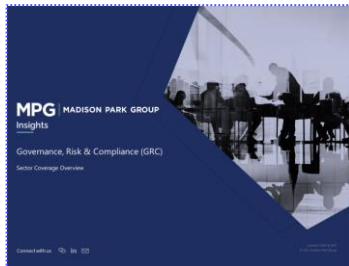 MPG | MADISON PARK GROUP
Insights
Governance, Risk & Compliance (GRC)
Sector Coverage Overview
Connect with us